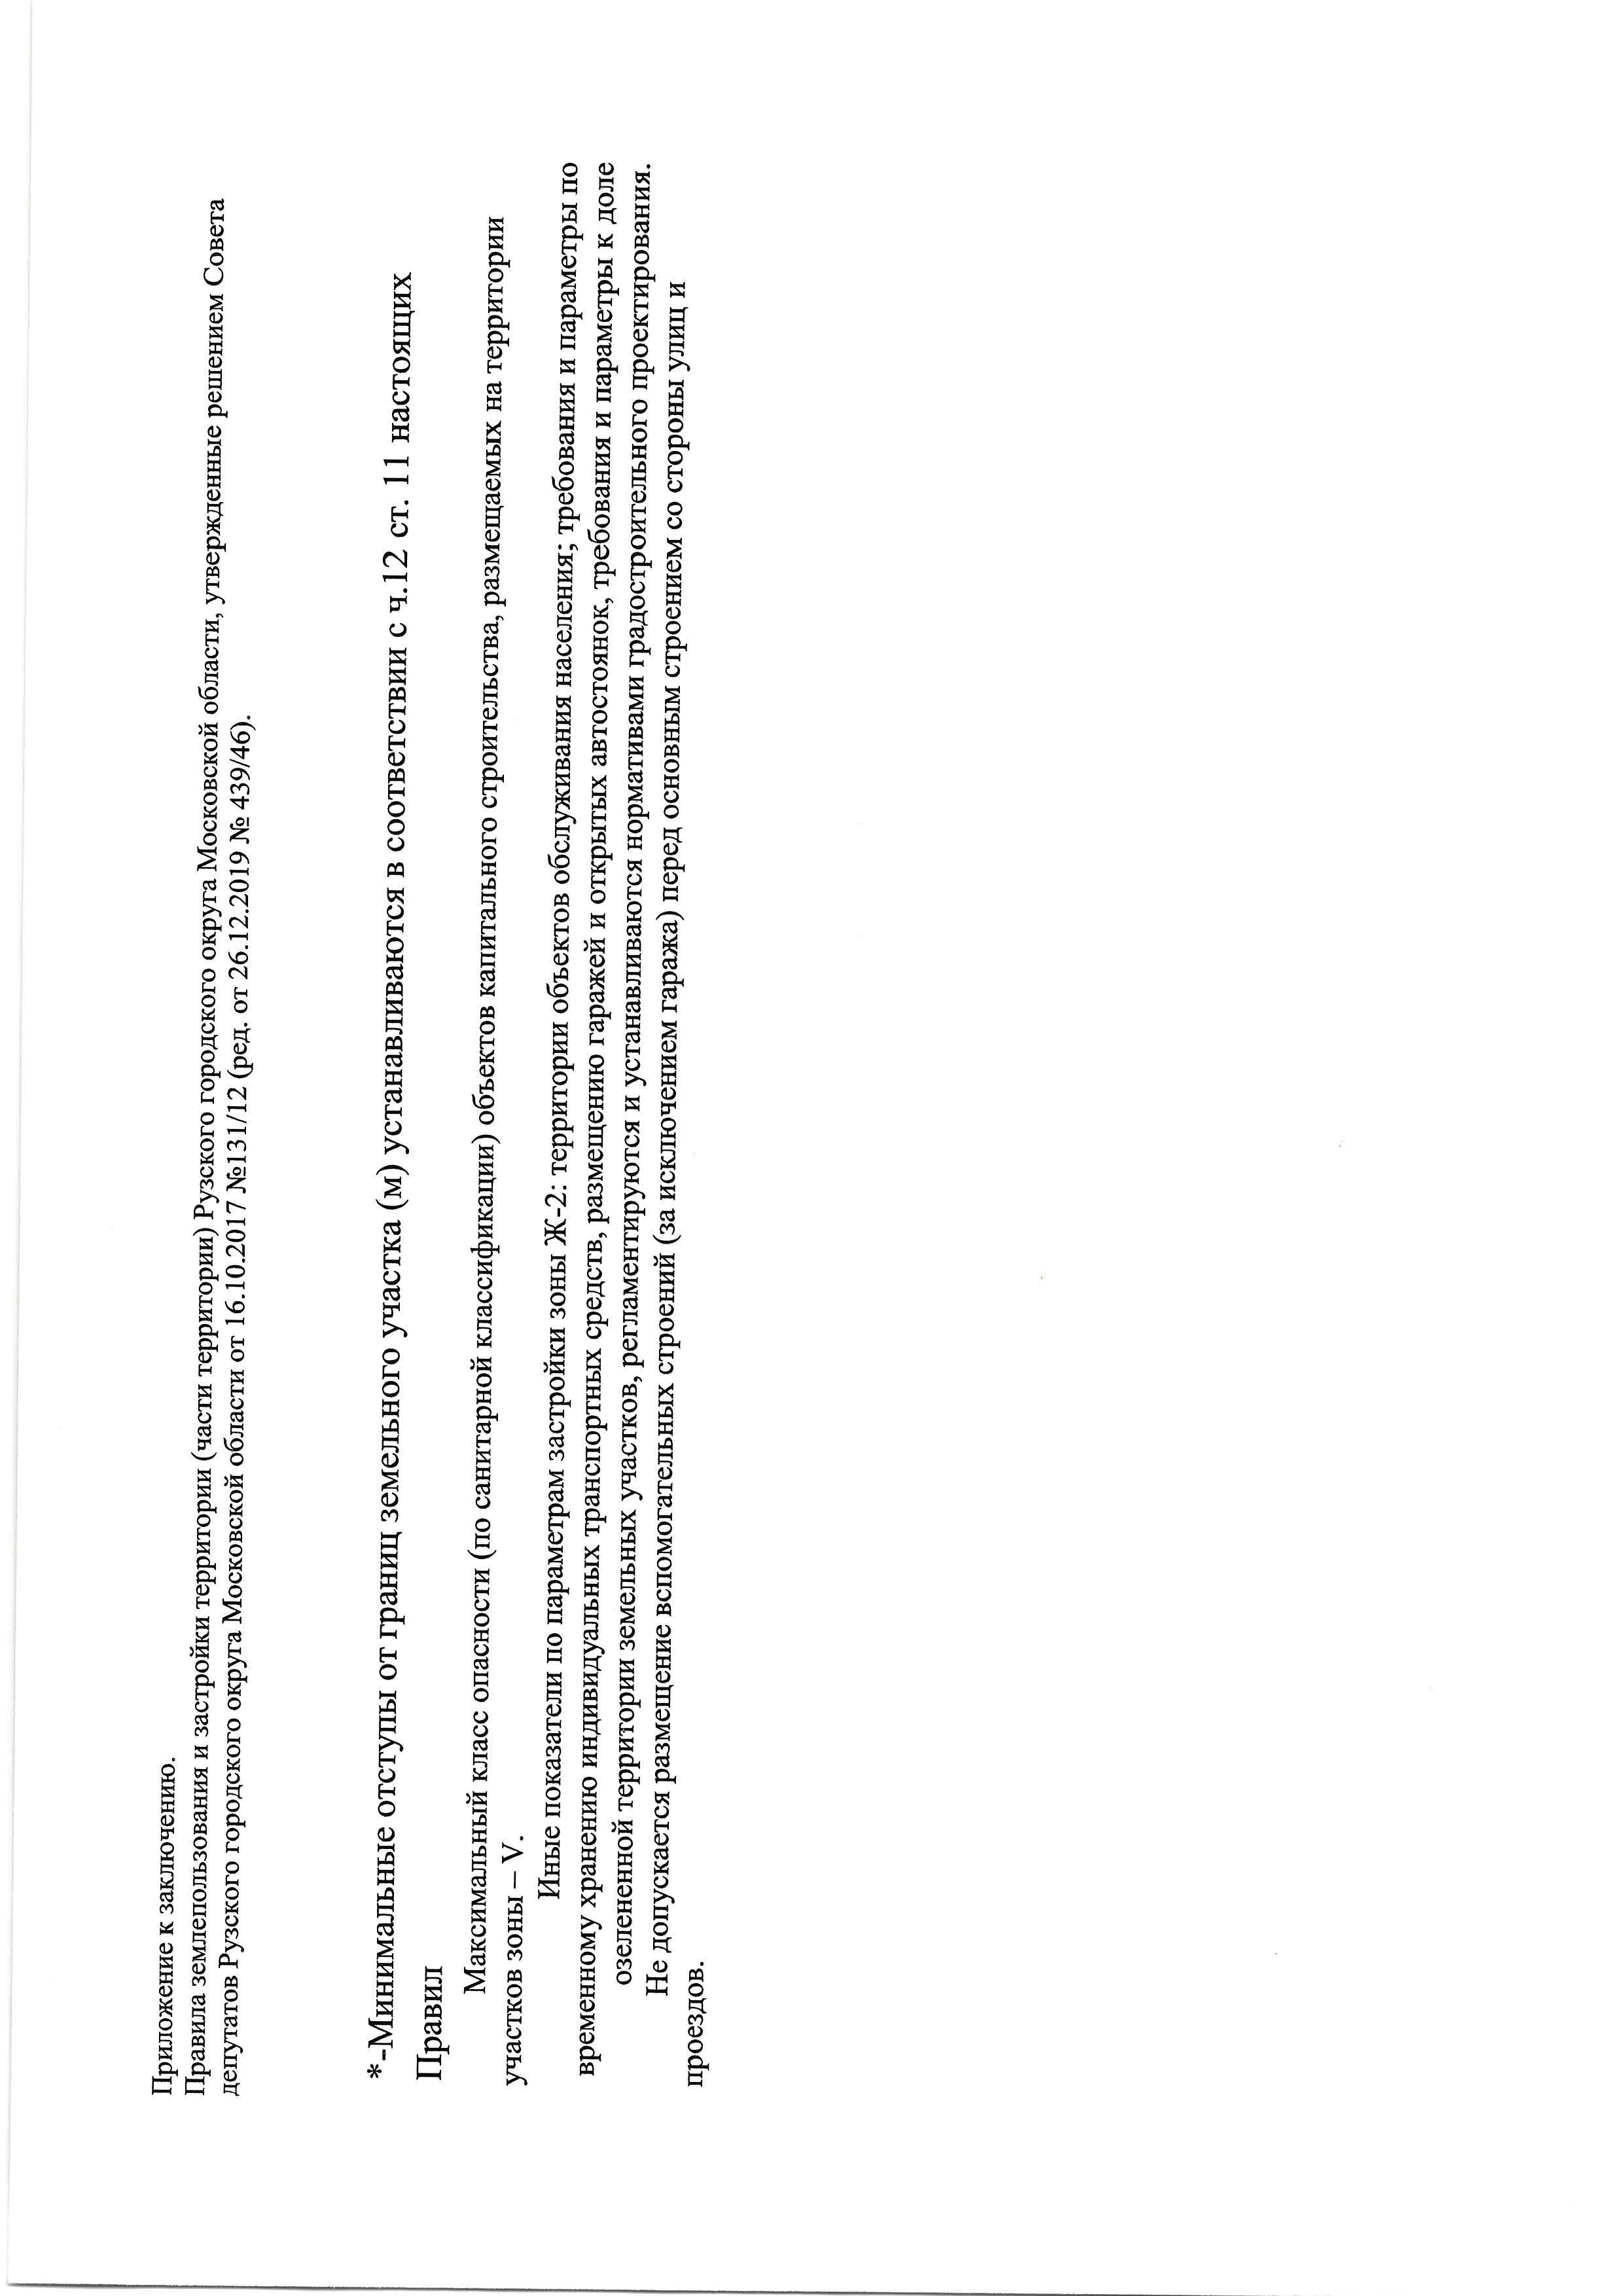 Приложение к заключению.
Правила землепользования и застройки территории (части территории) Рузского городского округа Московской области, утвержденные решением Совета
депутатов Рузского городского округа Московской области от 16.10.2017 №131/12 (ред. от 26.12.2019 № 439/46).
*-Минимальные отступы от границ земельного участка (м) устанавливаются в соответствии с ч.12 ст. 11 настоящих
Правил
Максимальный класс опасности (по санитарной классификации) объектов капитального строительства, размещаемых на территории
участков зоны – V.
Иные показатели по параметрам застройки зоны Ж-2: территории объектов обслуживания населения; требования и параметры по
временному хранению индивидуальных транспортных средств, размещению гаражей и открытых автостоянок, требования и параметры к доле
озелененной территории земельных участков, регламентируются и устанавливаются нормативами градостроительного проектирования.
Не допускается размещение вспомогательных строений (за исключением гаража) перед основным строением со стороны улиц и
проездов.